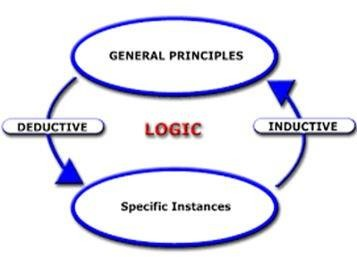 GENERAL PRINCIPLES
DEDUCTIVE
LOGIC
INDUCTIVE
Specific Instances